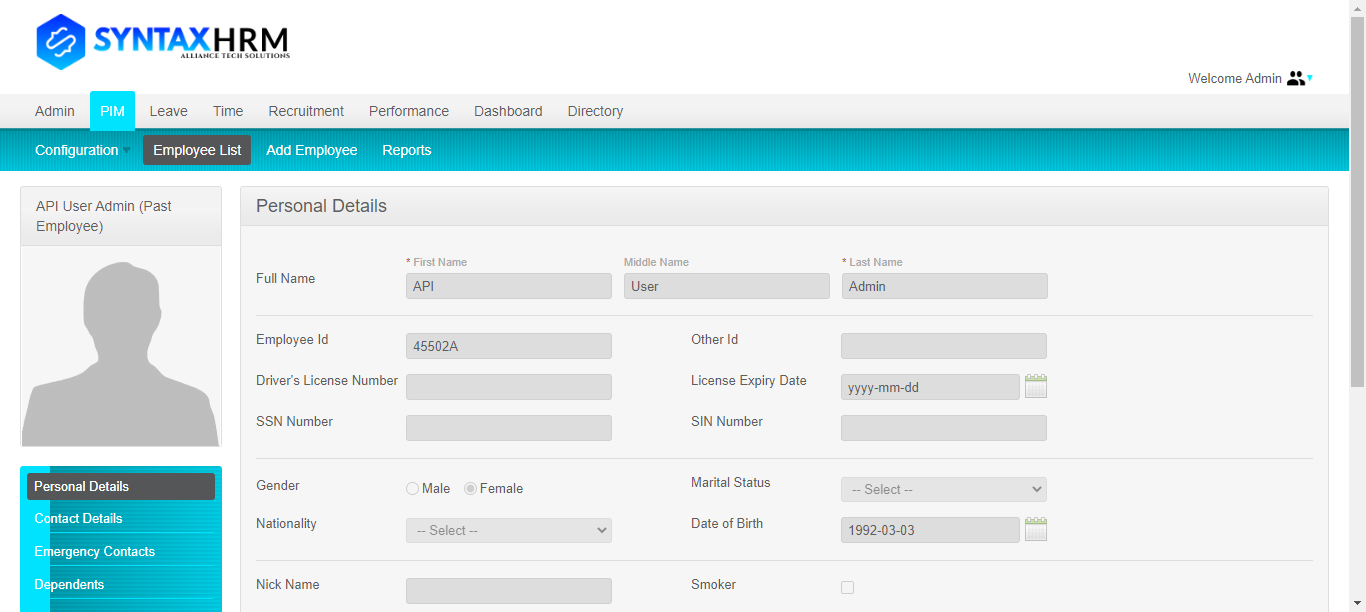 SYNTAXHRM
ALLIANCE TECH SOLUTIONS
Welcome Admin
Admin PIM Leave Time Recruitment Performance Dashboard Directory
Configuration Employee List Add Employee Reports
API User Admin (Past
Employee)
Personal Details
Contact Details
Emergency Contacts
Dependents
Personal Details
* First Name Middle Name * Last Name
Full Name API User Admin
Employee Id 45502A Other Id
Driver's License Number License Expiry Date yyyy-mm-dd
SSN Number SIN Number
Gender Male Female Marital Status -- Select --
Nationality -- Select -- Date of Birth 1992-03-03
Nick Name Smoker